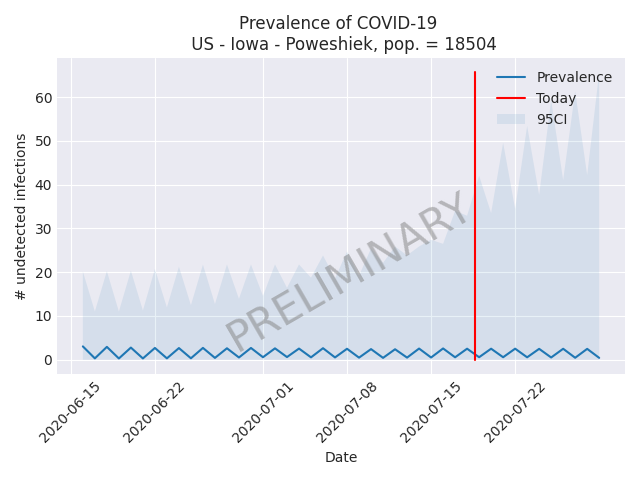 Prevalence of COVID-19
US - Iowa - Poweshiek, pop. = 18504
Prevalence
Today
95CI
60
50
40
30
20
10
0
# undetected infections
PRELIMINARY
2020-06-15
2020-06-22
2020-07-01
2020-07-08
2020-07-15
2020-07-22
Date